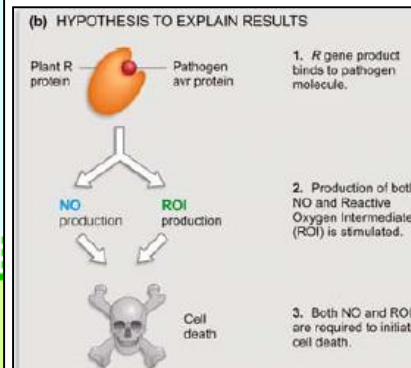 (b) HYPOTHESIS TO EXPLAIN RESULTS
Plant R
protein
Pathogen
avr protein
1. R gene product
binds to pathogen
molecule.
NO
production
ROI
production
2. Production of both
NO and Reactive
Oxygen Intermediate
(ROI) is stimulated.
Cell
death
3. Both NO and ROI
are required to initiat
cell death.